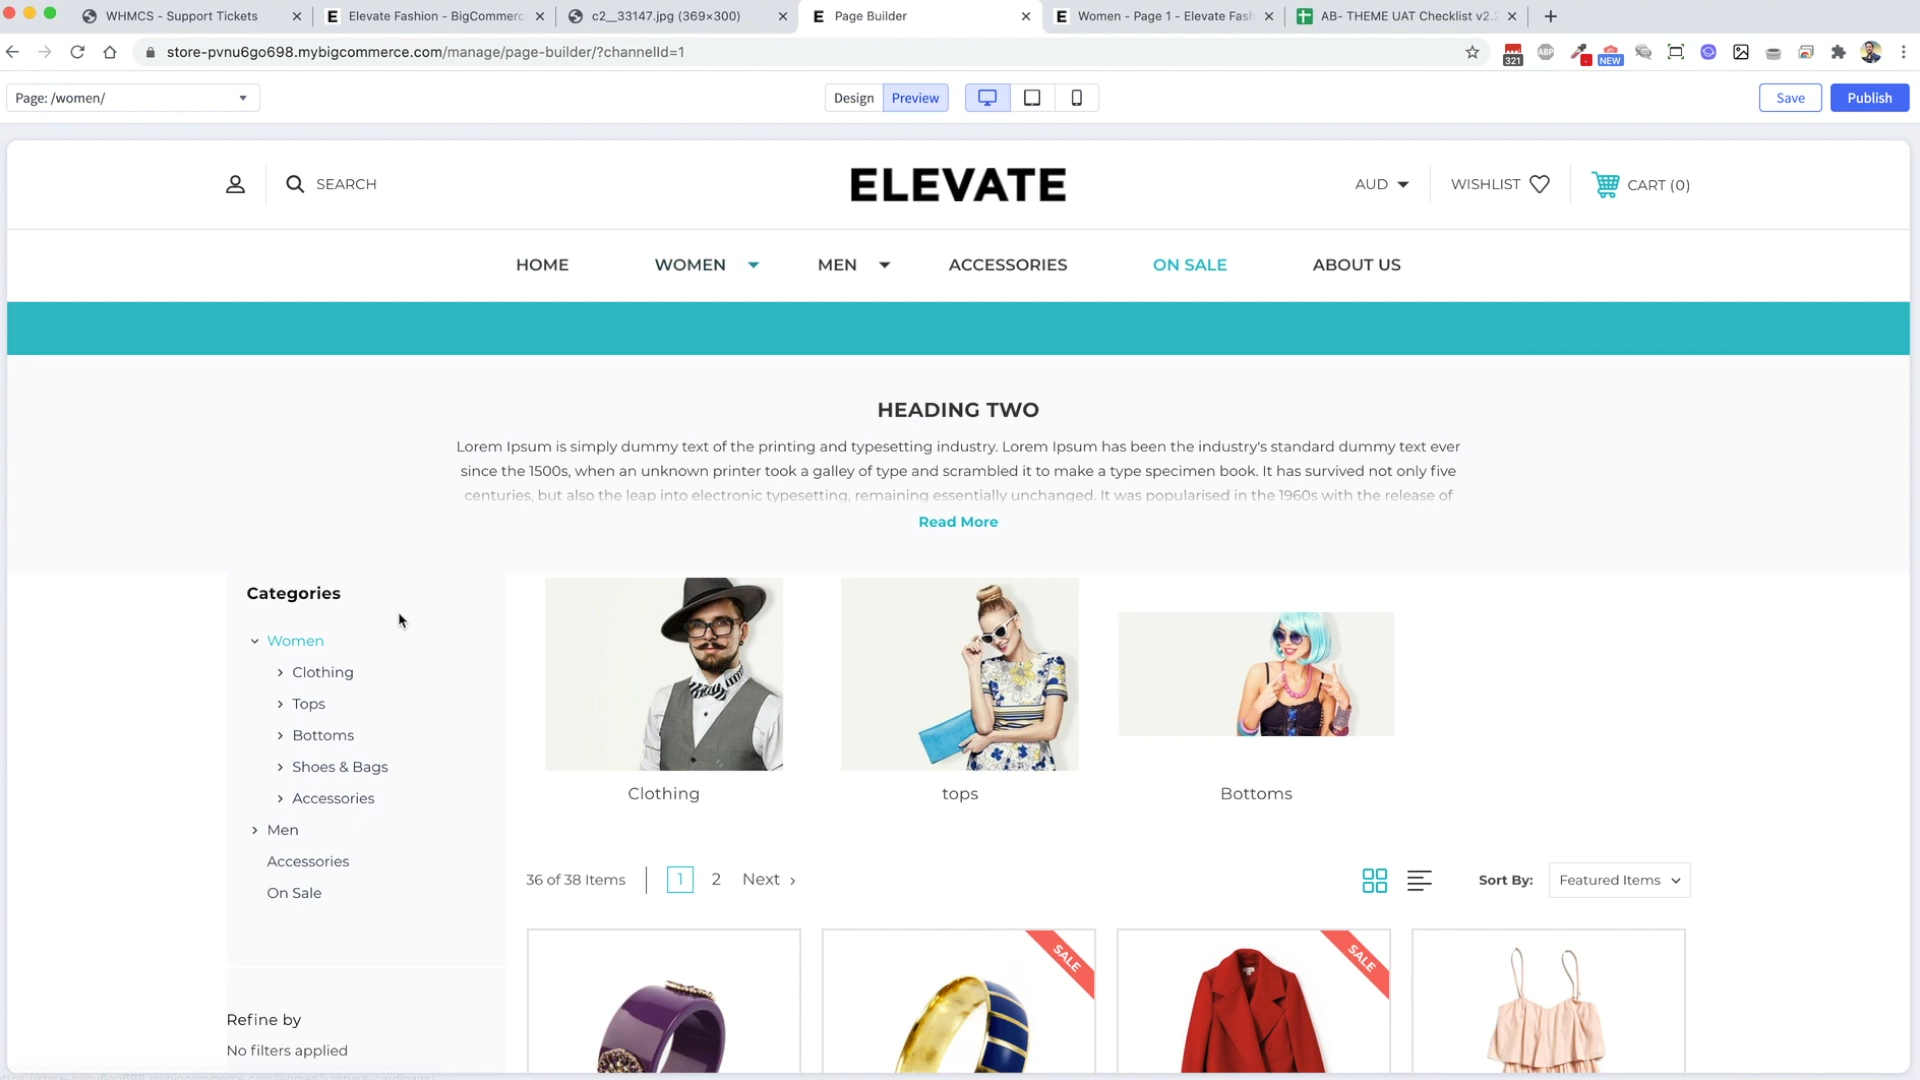 WHMCS - Support Tickets
Elevate Fashion - BigCommerc
c2__33147.jpg (369×300)
Page Builder
Women - Page 1 - Elevate Fash
AB- THEME UAT Checklist v2.
store-pvnu6go698.mybigcommerce.com/manage/page-builder/?channelId=1
321
ABP
NEW
Page: /women/
Design
Preview
Save
Publish
SEARCH
ELEVATE
AUD
WISHLIST
CART (0)
HOME
WOMEN
MEN
ACCESSORIES
ON SALE
ABOUT US
HEADING TWO
Lorem Ipsum is simply dummy text of the printing and typesetting industry. Lorem Ipsum has been the industry's standard dummy text ever
since the 1500s, when an unknown printer took a galley of type and scrambled it to make a type specimen book. It has survived not only five
centuries, but also the leap into electronic typesetting, remaining essentially unchanged. It was popularised in the 1960s with the release of
Read More
Categories
Women
Clothing
Tops
Bottoms
Shoes & Bags
Accessories
Men
Accessories
On Sale
Refine by
No filters applied
Clothing
tops
Bottoms
36 of 38 Items
1
2
Next
Sort By:
Featured Items
SALE
SALE